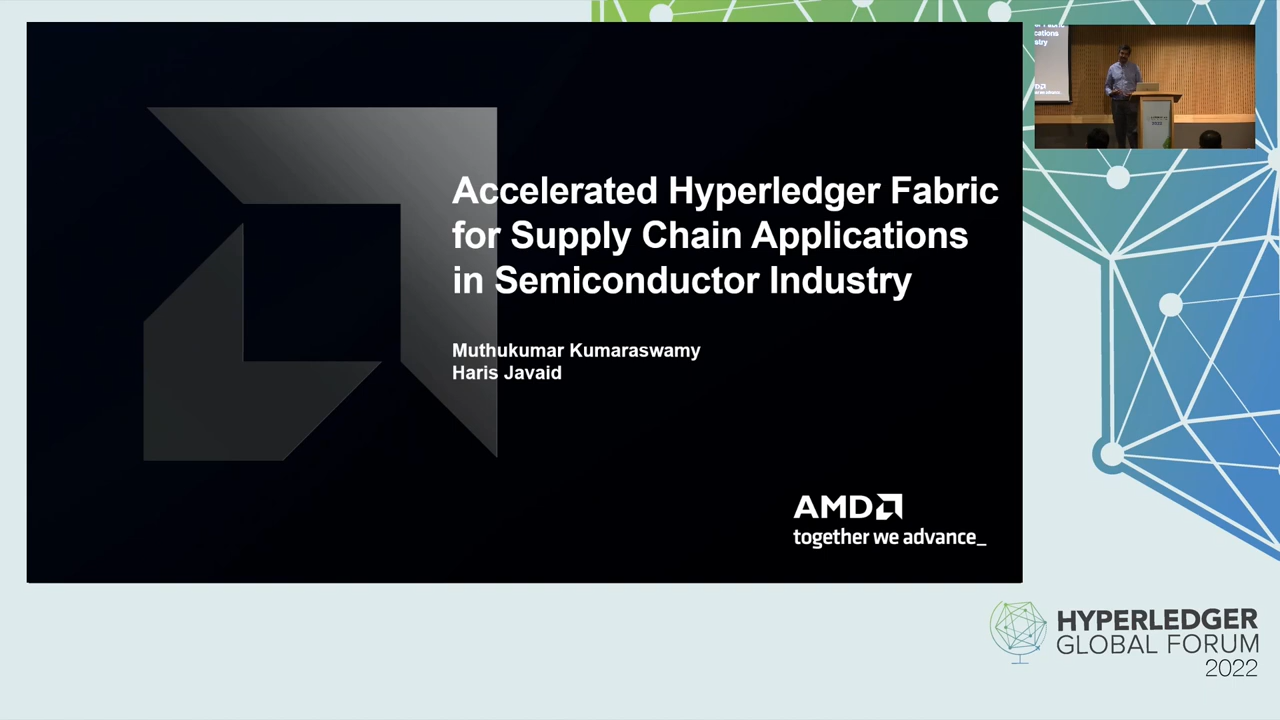 Accelerated Hyperledger Fabric
for Supply Chain Applications
in Semiconductor Industry
Muthukumar Kumaraswamy
Haris Javaid
AMD
together we advance_
HYPERLEDGER
GLOBAL FORUM
2022